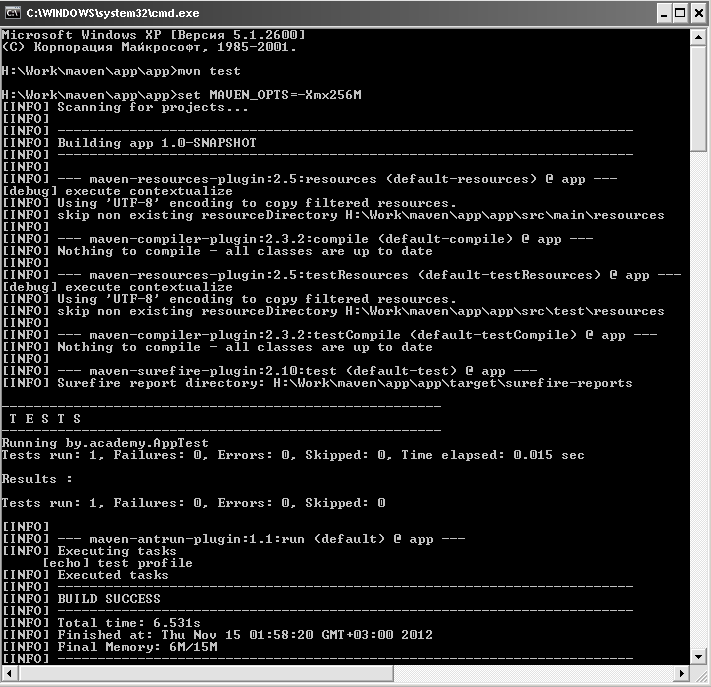 C:\WINDOWS\system32\cmd.exe
Microsoft Windows XP [Версия 5.1.2600]
(C) Корпорация Майкрософт, 1985-2001.
H:\Work\maven\app\app>mvn test
H:\Work\maven\app\app>set MAVEN_OPTS=-Xmx256M
[INFO] Scanning for projects...
[INFO]
[INFO] ------------------------------------------------------------------------
[INFO] Building app 1.0-SNAPSHOT
[INFO] ------------------------------------------------------------------------
[INFO]
[INFO] --- maven-resources-plugin:2.5:resources (default-resources) @ app ---
[debug] execute contextualize
[INFO] Using 'UTF-8' encoding to copy filtered resources.
[INFO] skip non existing resourceDirectory H:\Work\maven\app\app\src\main\resources
[INFO]
[INFO] --- maven-compiler-plugin:2.3.2:compile (default-compile) @ app ---
[INFO] Nothing to compile - all classes are up to date
[INFO]
[INFO] --- maven-resources-plugin:2.5:testResources (default-testResources) @ app ---
[debug] execute contextualize
[INFO] Using 'UTF-8' encoding to copy filtered resources.
[INFO] skip non existing resourceDirectory H:\Work\maven\app\app\src\test\resources
[INFO]
[INFO] --- maven-compiler-plugin:2.3.2:testCompile (default-testCompile) @ app ---
[INFO] Nothing to compile - all classes are up to date
[INFO]
[INFO] --- maven-surefire-plugin:2.10:test (default-test) @ app ---
[INFO] Surefire report directory: H:\Work\maven\app\app\target\surefire-reports
-------------------------------------------------------
T E S T S
-------------------------------------------------------
Running by.academy.AppTest
Tests run: 1, Failures: 0, Errors: 0, Skipped: 0, Time elapsed: 0.015 sec
Results :
Tests run: 1, Failures: 0, Errors: 0, Skipped: 0
[INFO]
[INFO] --- maven-antrun-plugin:1.1:run (default) @ app ---
[INFO] Executing tasks
[echo] test profile
[INFO] Executed tasks
[INFO] ------------------------------------------------------------------------
[INFO] BUILD SUCCESS
[INFO] ------------------------------------------------------------------------
[INFO] Total time: 6.531s
[INFO] Finished at: Thu Nov 15 01:58:20 GMT+03:00 2012
[INFO] Final Memory: 6M/15M
[INFO] ------------------------------------------------------------------------